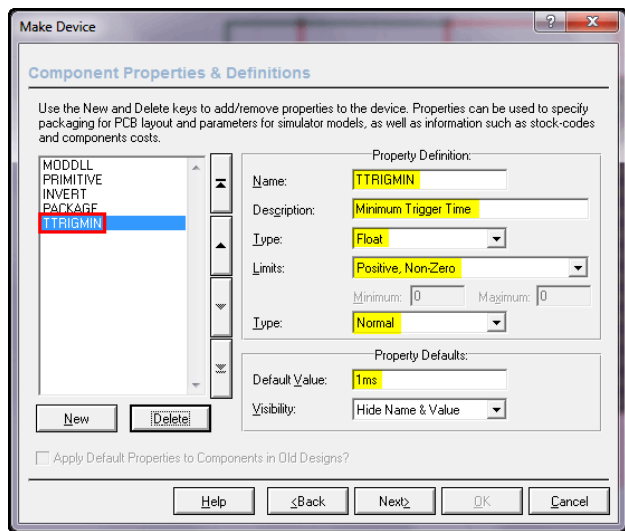 Make Device
?
X
Component Properties & Definitions
Use the New and Delete keys to add/remove properties to the device. Properties can be used to specify
packaging for PCB layout and parameters for simulator models, as well as information such as stock-codes
and components costs.
MODDLL
PRIMITIVE
INVERT
PACKAGE
TTRIGMIN
New
Delete
Property Definition:
Name: TTRIGMIN
Description: Minimum Trigger Time
Type: Float
Limits: Positive, Non-Zero
Minimum: 0 Maximum: 0
Type: Normal
Property Defaults:
Default Value: 1ms
Visibility: Hide Name & Value
Apply Default Properties to Components in Old Designs?
Help <Back Next> OK Cancel